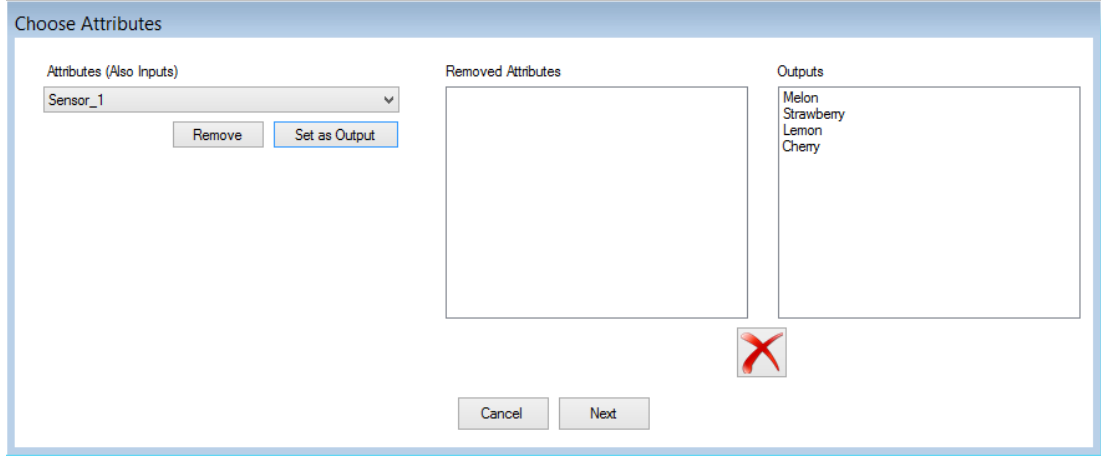 Choose Attributes
Attributes (Also Inputs)
Sensor_1
Remove
Set as Output
Removed Attributes
Outputs
Melon
Strawberry
Lemon
Cherry
Cancel
Next